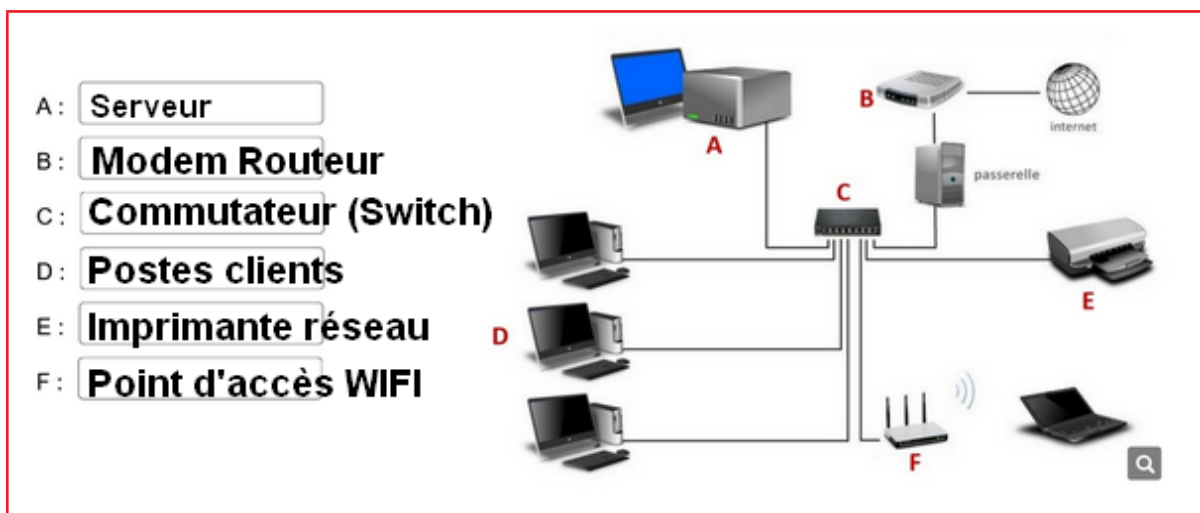 A : Serveur
B : Modem Routeur
C : Commutateur (Switch)
D : Postes clients
E : Imprimante réseau
F : Point d'accès WIFI
A
B
internet
passerelle
C
D
E
F